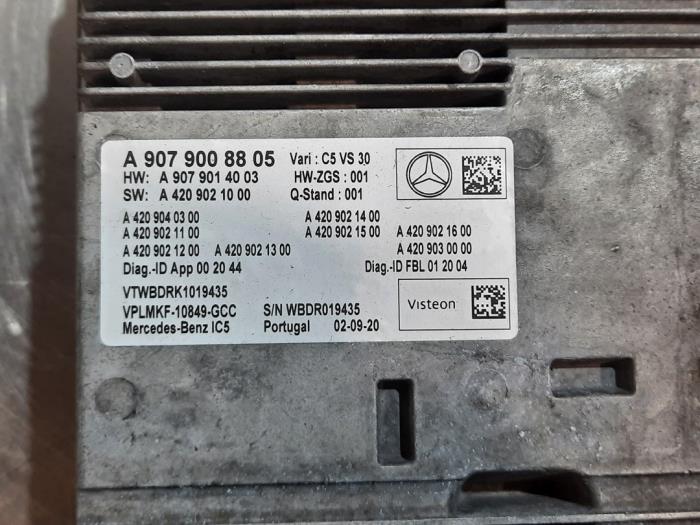 A 907 900 88 05 Vari : C5 VS 30
HW: A 907 901 40 03 HW-ZGS : 001
SW: A 420 902 10 00 Q-Stand : 001
A 420 904 03 00 A 420 902 14 00
A 420 902 11 00 A 420 902 15 00 A 420 902 16 00
A 420 902 12 00 A 420 902 13 00 A 420 903 00 00
Diag.-ID App 00 20 44 Diag.-ID FBL 01 20 04
VTWBDRK1019435
VPLMKF-10849-GCC S/N WBDR019435 Visteon
Mercedes-Benz IC5 Portugal 02-09-20